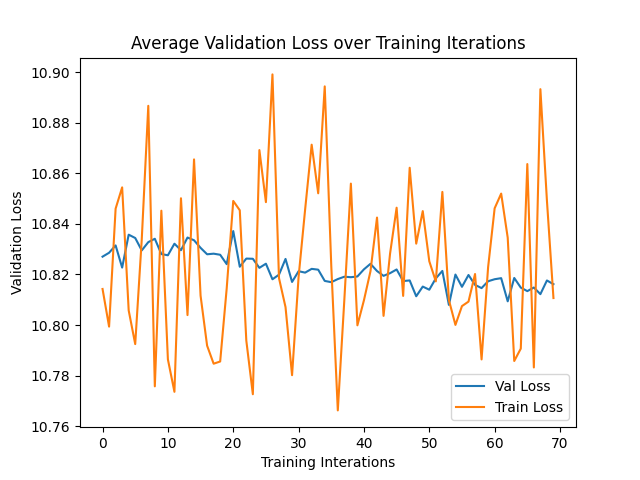 Average Validation Loss over Training Iterations
10.90
10.88
10.86
10.84
10.82
10.80
10.78
10.76
Validation Loss
Val Loss
Train Loss
0 10 20 30 40 50 60 70
Training Interations